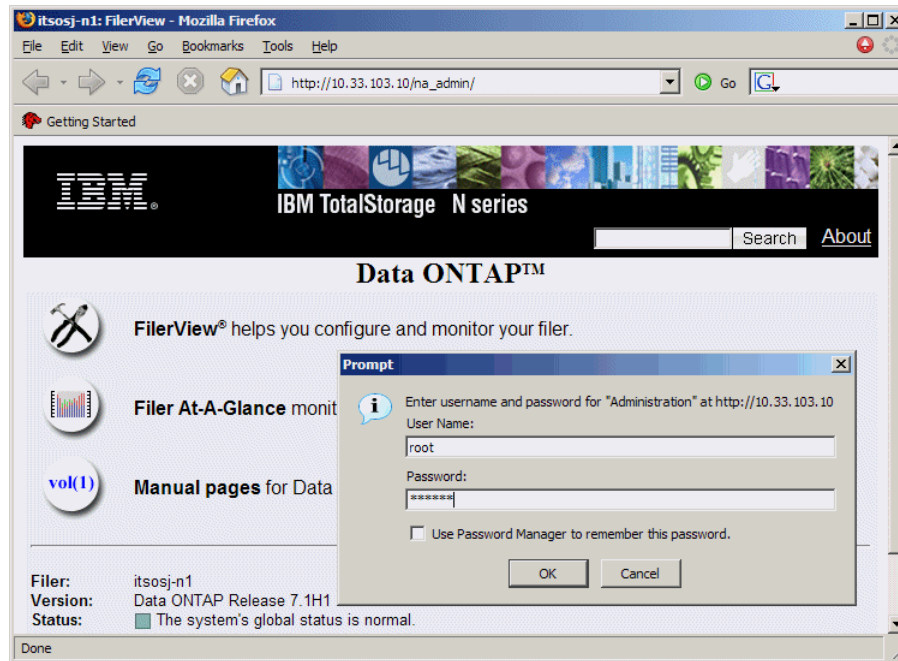 itsosj-n1: FilerView - Mozilla Firefox
File Edit View Go Bookmarks Tools Help
http://10.33.103.10/na_admin/ Go G
Getting Started
IBM®
IBM TotalStorage N series
Search About
Data ONTAP™
FilerView® helps you configure and monitor your filer.
Filer At-A-Glance monit
vol(1) Manual pages for Data
Prompt
Enter username and password for "Administration" at http://10.33.103.10
User Name:
root
Password:
******
Use Password Manager to remember this password.
OK Cancel
Filer: itsosj-n1
Version: Data ONTAP Release 7.1H1
Status: The system's global status is normal.
Done